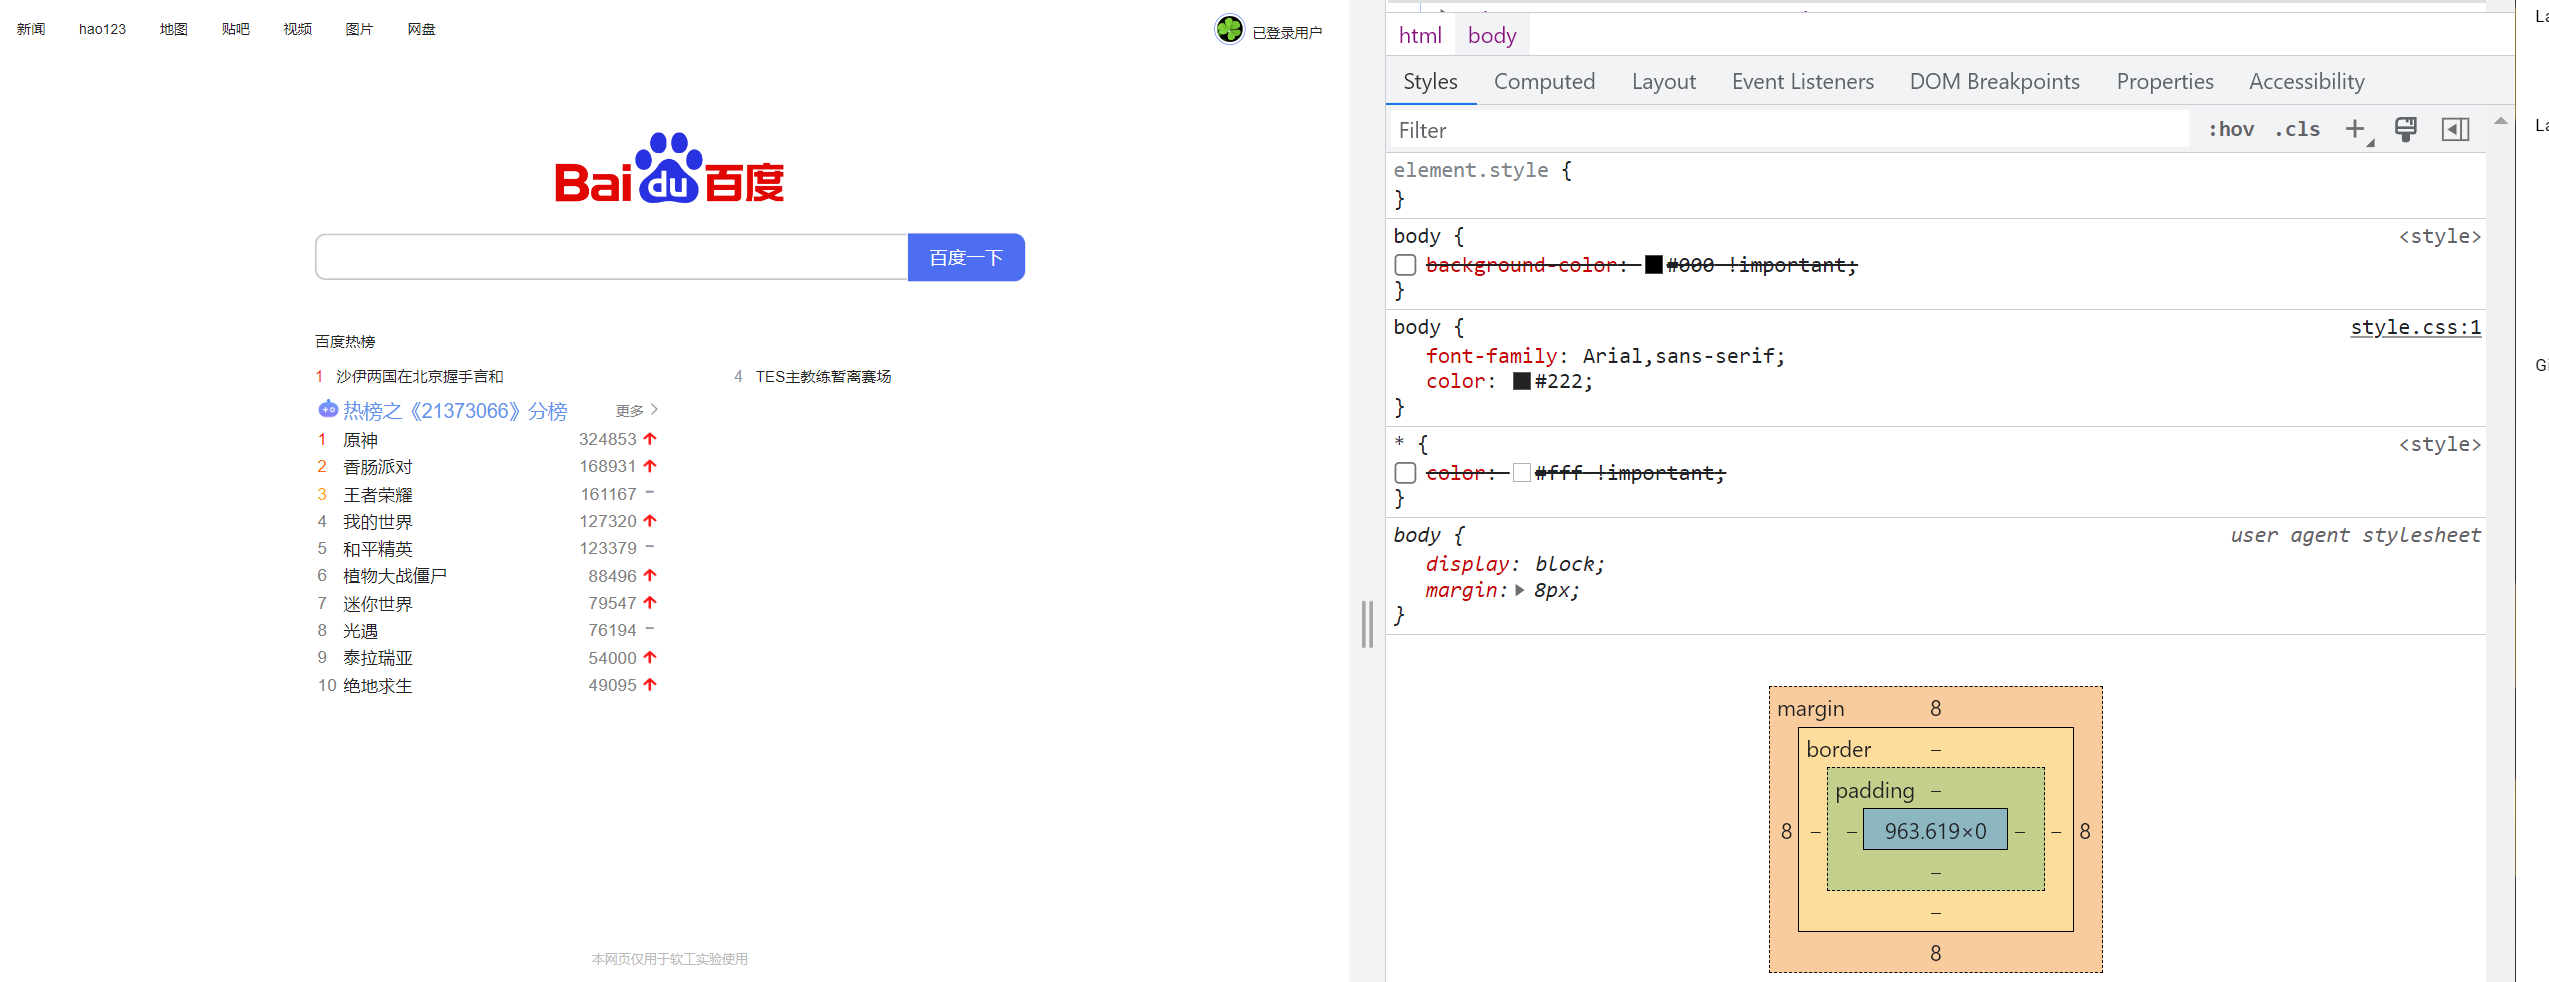 新闻 hao123 地图 贴吧 视频 图片 网盘 已登录用户
Bai du 百度
百度一下
百度热榜
1 沙伊两国在北京握手言和 4 TES主教练暂离赛场
热榜之《21373066》分榜 更多
1 原神 324853
2 香肠派对 168931
3 王者荣耀 161167
4 我的世界 127320
5 和平精英 123379
6 植物大战僵尸 88496
7 迷你世界 79547
8 光遇 76194
9 泰拉瑞亚 54000
10 绝地求生 49095
本网页仅用于软工实验使用
html body
Styles Computed Layout Event Listeners DOM Breakpoints Properties Accessibility
Filter :hov .cls
element.style {
}
body { <style>
background-color: #000 !important;
}
body { style.css:1
font-family: Arial,sans-serif;
color: #222;
}
* { <style>
color: #fff !important;
}
body { user agent stylesheet
display: block;
margin: 8px;
}
margin 8
border –
padding –
8 – – 963.619×0 – – 8
–
–
8